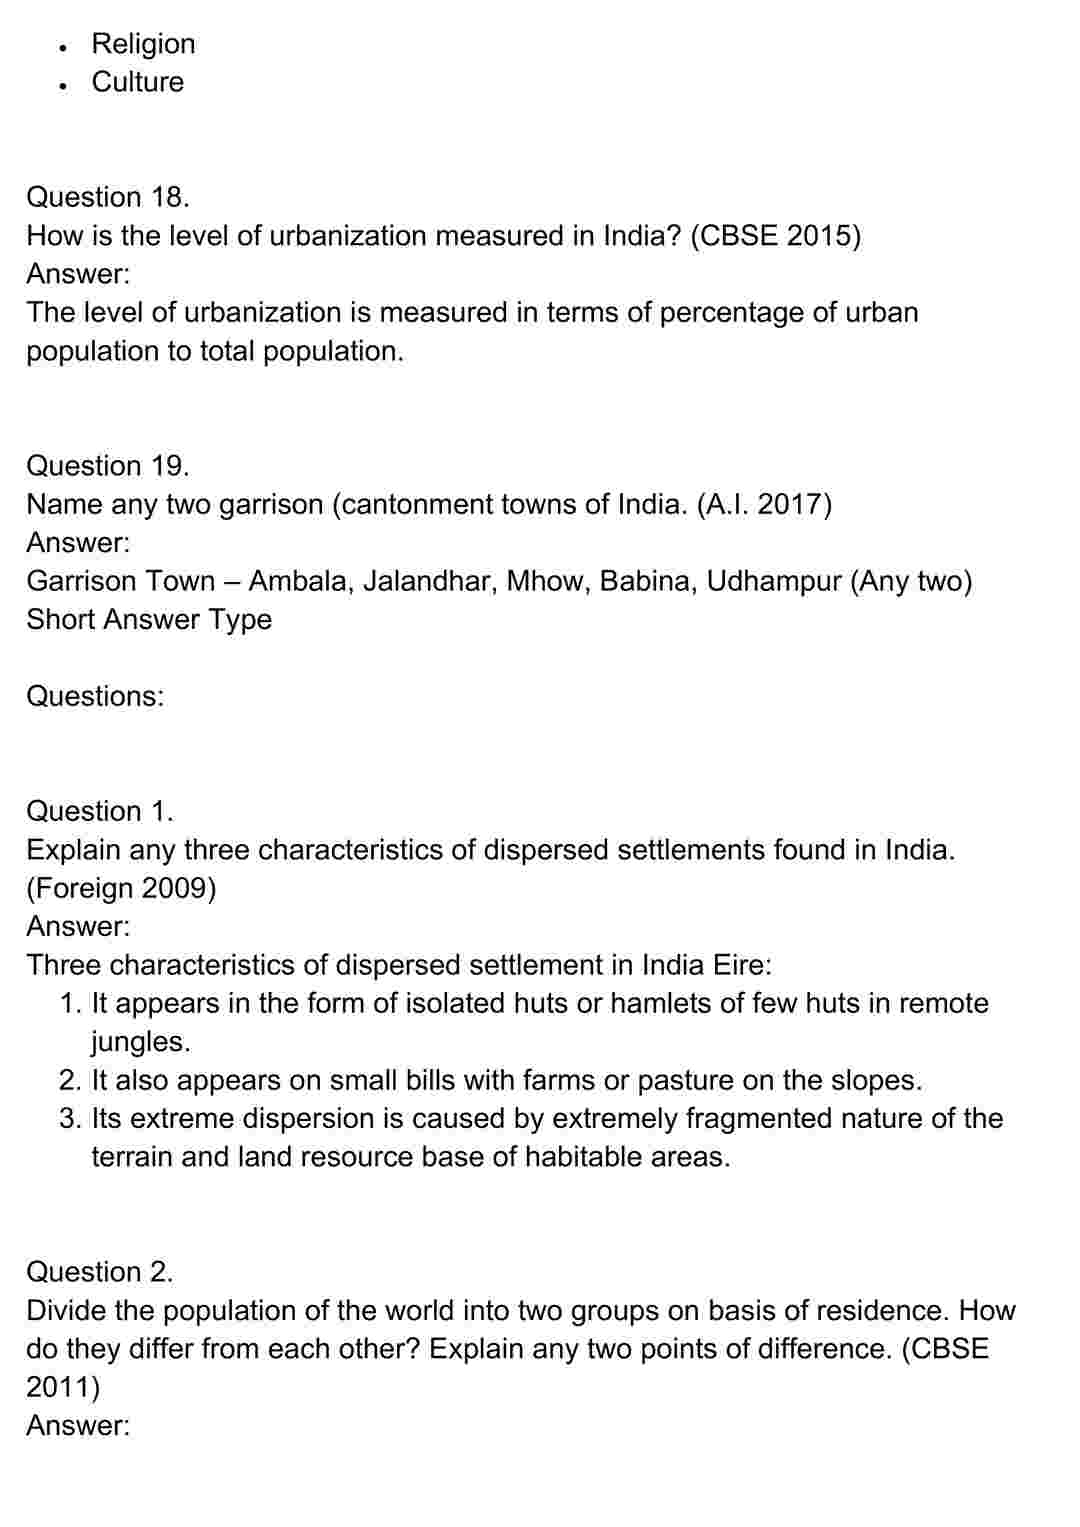 • Religion
• Culture
Question 18.
How is the level of urbanization measured in India? (CBSE 2015)
Answer:
The level of urbanization is measured in terms of percentage of urban
population to total population.
Question 19.
Name any two garrison (cantonment towns of India. (A.I. 2017)
Answer:
Garrison Town – Ambala, Jalandhar, Mhow, Babina, Udhampur (Any two)
Short Answer Type
Questions:
Question 1.
Explain any three characteristics of dispersed settlements found in India.
(Foreign 2009)
Answer:
Three characteristics of dispersed settlement in India Eire:
1. It appears in the form of isolated huts or hamlets of few huts in remote
jungles.
2. It also appears on small bills with farms or pasture on the slopes.
3. Its extreme dispersion is caused by extremely fragmented nature of the
terrain and land resource base of habitable areas.
Question 2.
Divide the population of the world into two groups on basis of residence. How
do they differ from each other? Explain any two points of difference. (CBSE
2011)
Answer: